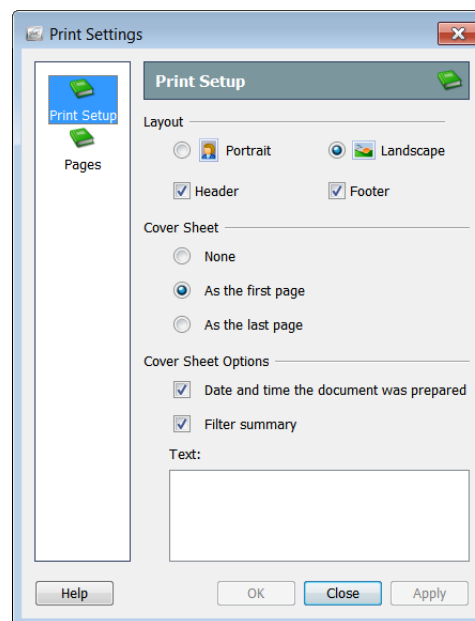 Print Settings
Print Setup
Pages
Print Setup
Layout
Portrait Landscape
Header Footer
Cover Sheet
None
As the first page
As the last page
Cover Sheet Options
Date and time the document was prepared
Filter summary
Text:
Help OK Close Apply